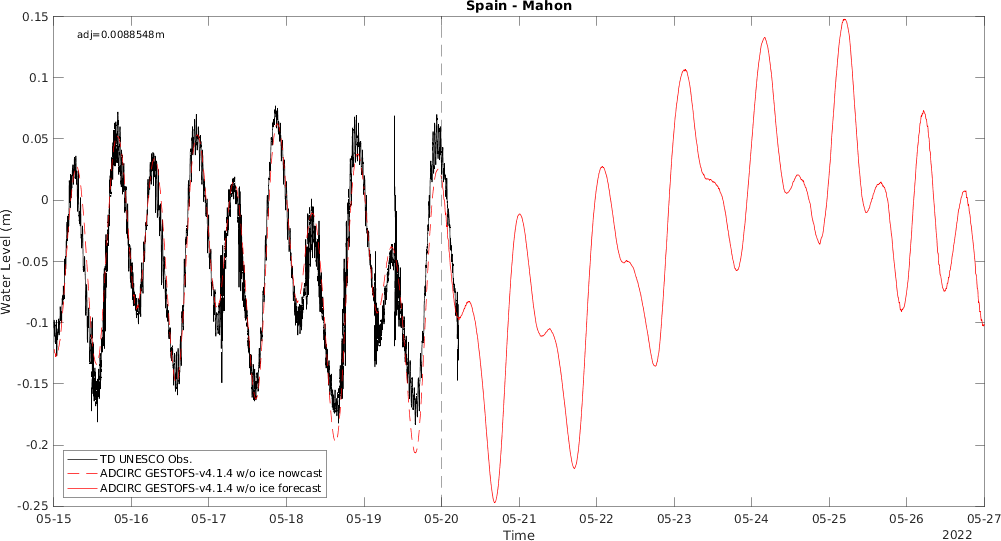 Spain - Mahon
adj=0.0088548m
0.15
0.1
0.05
0
-0.05
-0.1
-0.15
-0.2
-0.25
Water Level (m)
TD UNESCO Obs.
ADCIRC GESTOFS-v4.1.4 w/o ice nowcast
ADCIRC GESTOFS-v4.1.4 w/o ice forecast
05-15 05-16 05-17 05-18 05-19 05-20 05-21 05-22 05-23 05-24 05-25 05-26 05-27
Time
2022